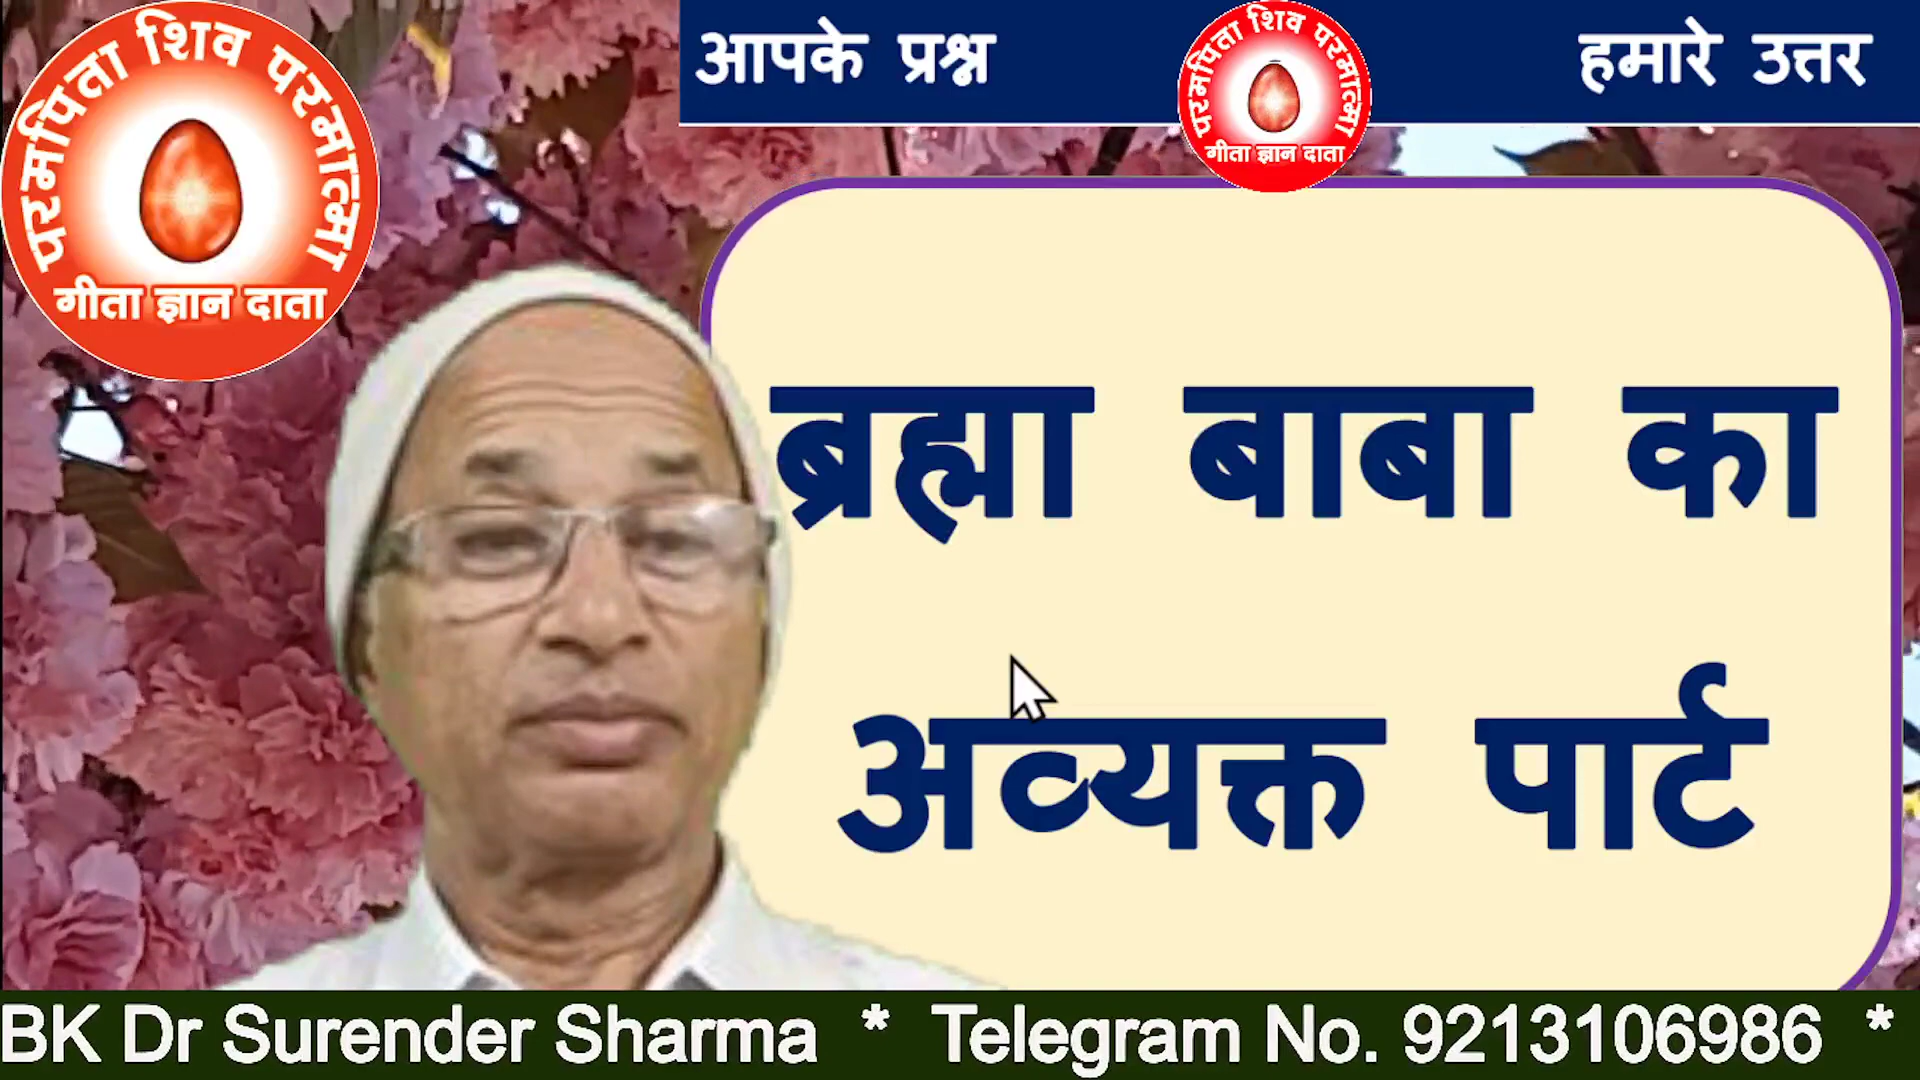 परमपिता शिव परमात्मा
गीता ज्ञान दाता
आपके प्रश्न
परमपिता शिव परमात्मा
गीता ज्ञान दाता
हमारे उत्तर
ब्रह्मा बाबा का
अव्यक्त पार्ट
BK Dr Surender Sharma * Telegram No. 9213106986 *